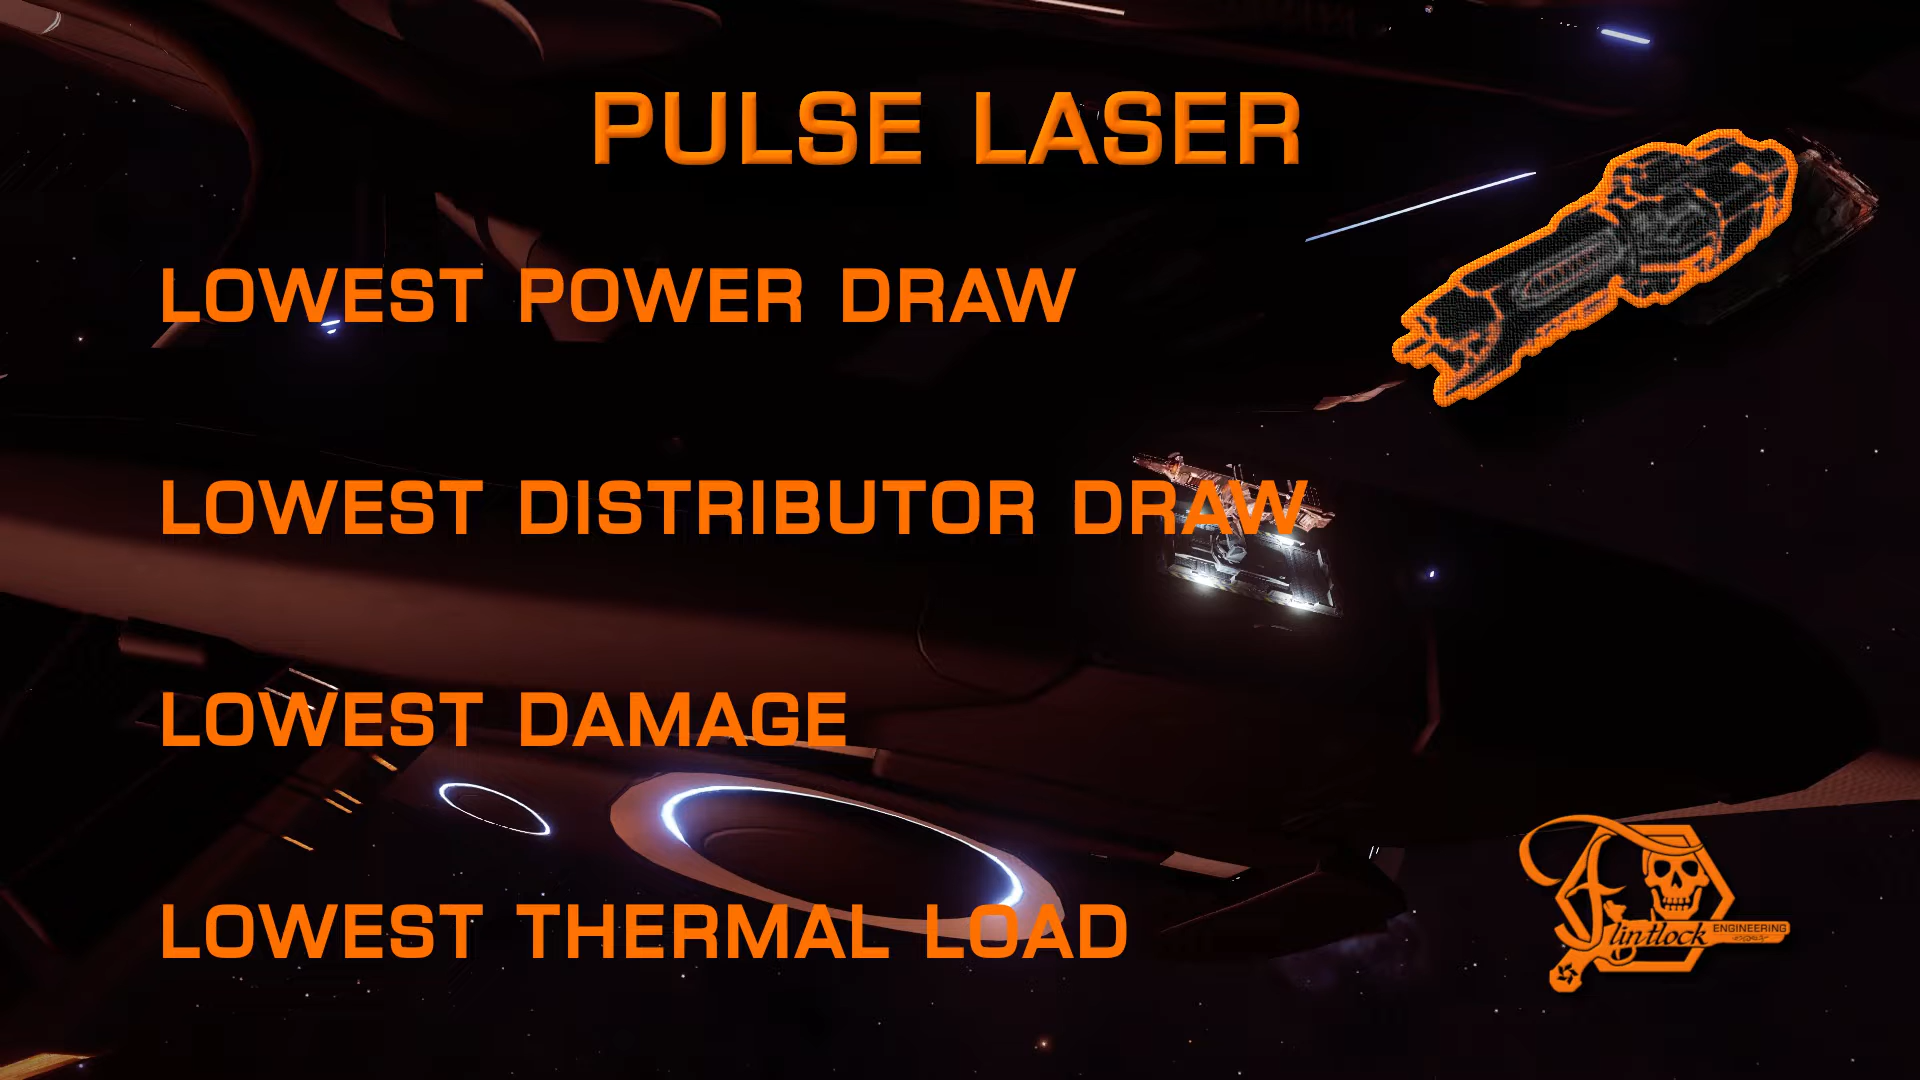 PULSE LASER
LOWEST POWER DRAW
LOWEST DISTRIBUTOR DRAW
LOWEST DAMAGE
LOWEST THERMAL LOAD
Flintlock ENGINEERING